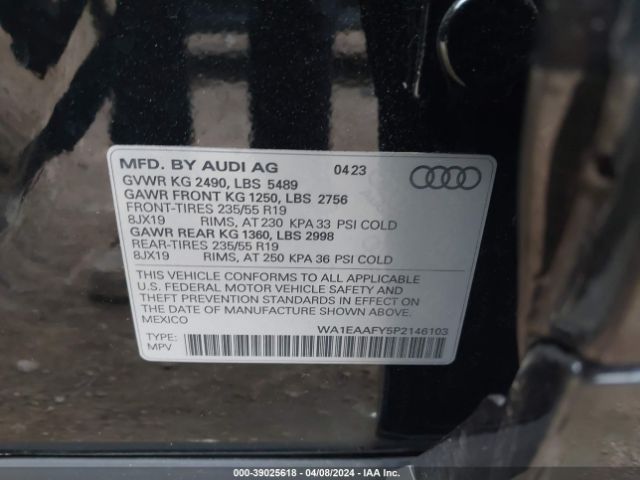 MFD. BY AUDI AG 0423
GVWR KG 2490, LBS 5489
GAWR FRONT KG 1250, LBS 2756
FRONT-TIRES 235/55 R19
8JX19 RIMS, AT 230 KPA 33 PSI COLD
GAWR REAR KG 1360, LBS 2998
REAR-TIRES 235/55 R19
8JX19 RIMS, AT 250 KPA 36 PSI COLD
THIS VEHICLE CONFORMS TO ALL APPLICABLE
U.S. FEDERAL MOTOR VEHICLE SAFETY AND
THEFT PREVENTION STANDARDS IN EFFECT ON
THE DATE OF MANUFACTURE SHOWN ABOVE.
MEXICO
WA1EAAFY5P2146103
TYPE:
MPV
000-39025618 - 04/08/2024 - IAA Inc.